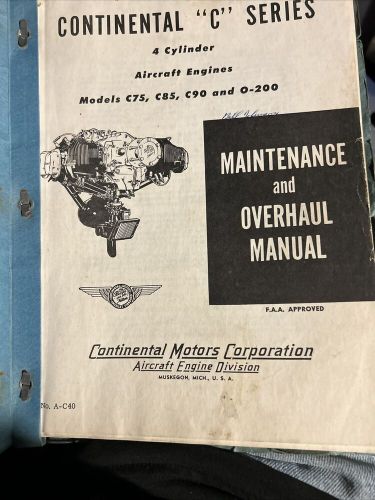 CONTINENTAL "C" SERIES
4 Cylinder
Aircraft Engines
Models C75, C85, C90 and O-200
MAINTENANCE
and
OVERHAUL
MANUAL
F.A.A. APPROVED
Continental Motors Corporation
Aircraft Engine Division
MUSKEGON, MICH., U. S. A.
No. A-C40